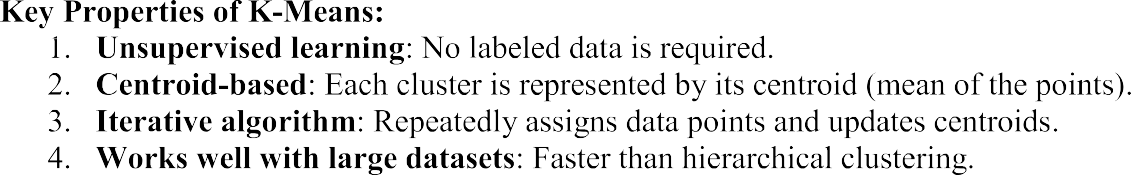 Key Properties of K-Means:
1. Unsupervised learning: No labeled data is required.
2. Centroid-based: Each cluster is represented by its centroid (mean of the points).
3. Iterative algorithm: Repeatedly assigns data points and updates centroids.
4. Works well with large datasets: Faster than hierarchical clustering.